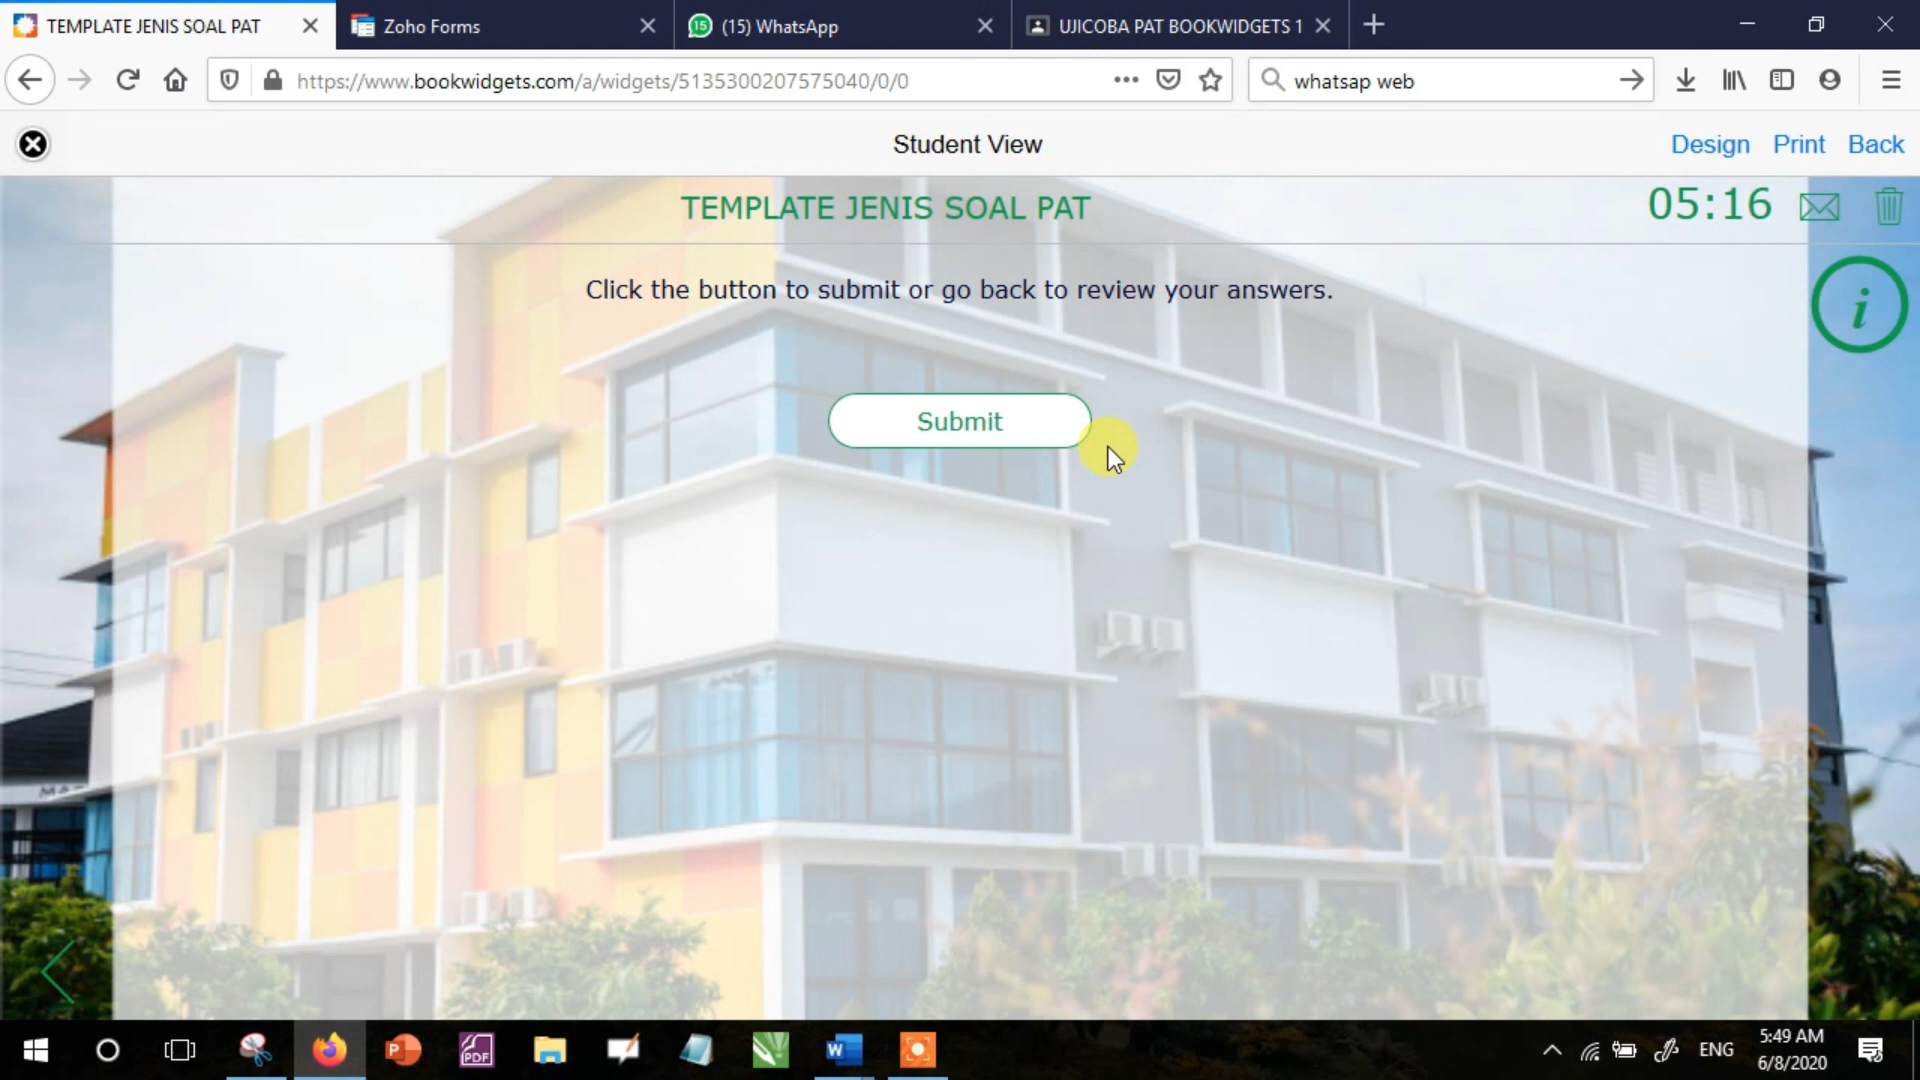 TEMPLATE JENIS SOAL PAT
Zoho Forms
15
(15) WhatsApp
UJICOBA PAT BOOKWIDGETS 1
https://www.bookwidgets.com/a/widgets/5135300207575040/0/0
whatsap web
Student View
Design Print Back
TEMPLATE JENIS SOAL PAT
05:16
i
Click the button to submit or go back to review your answers.
Submit
P
PDF
W
ENG
5:49 AM
6/8/2020